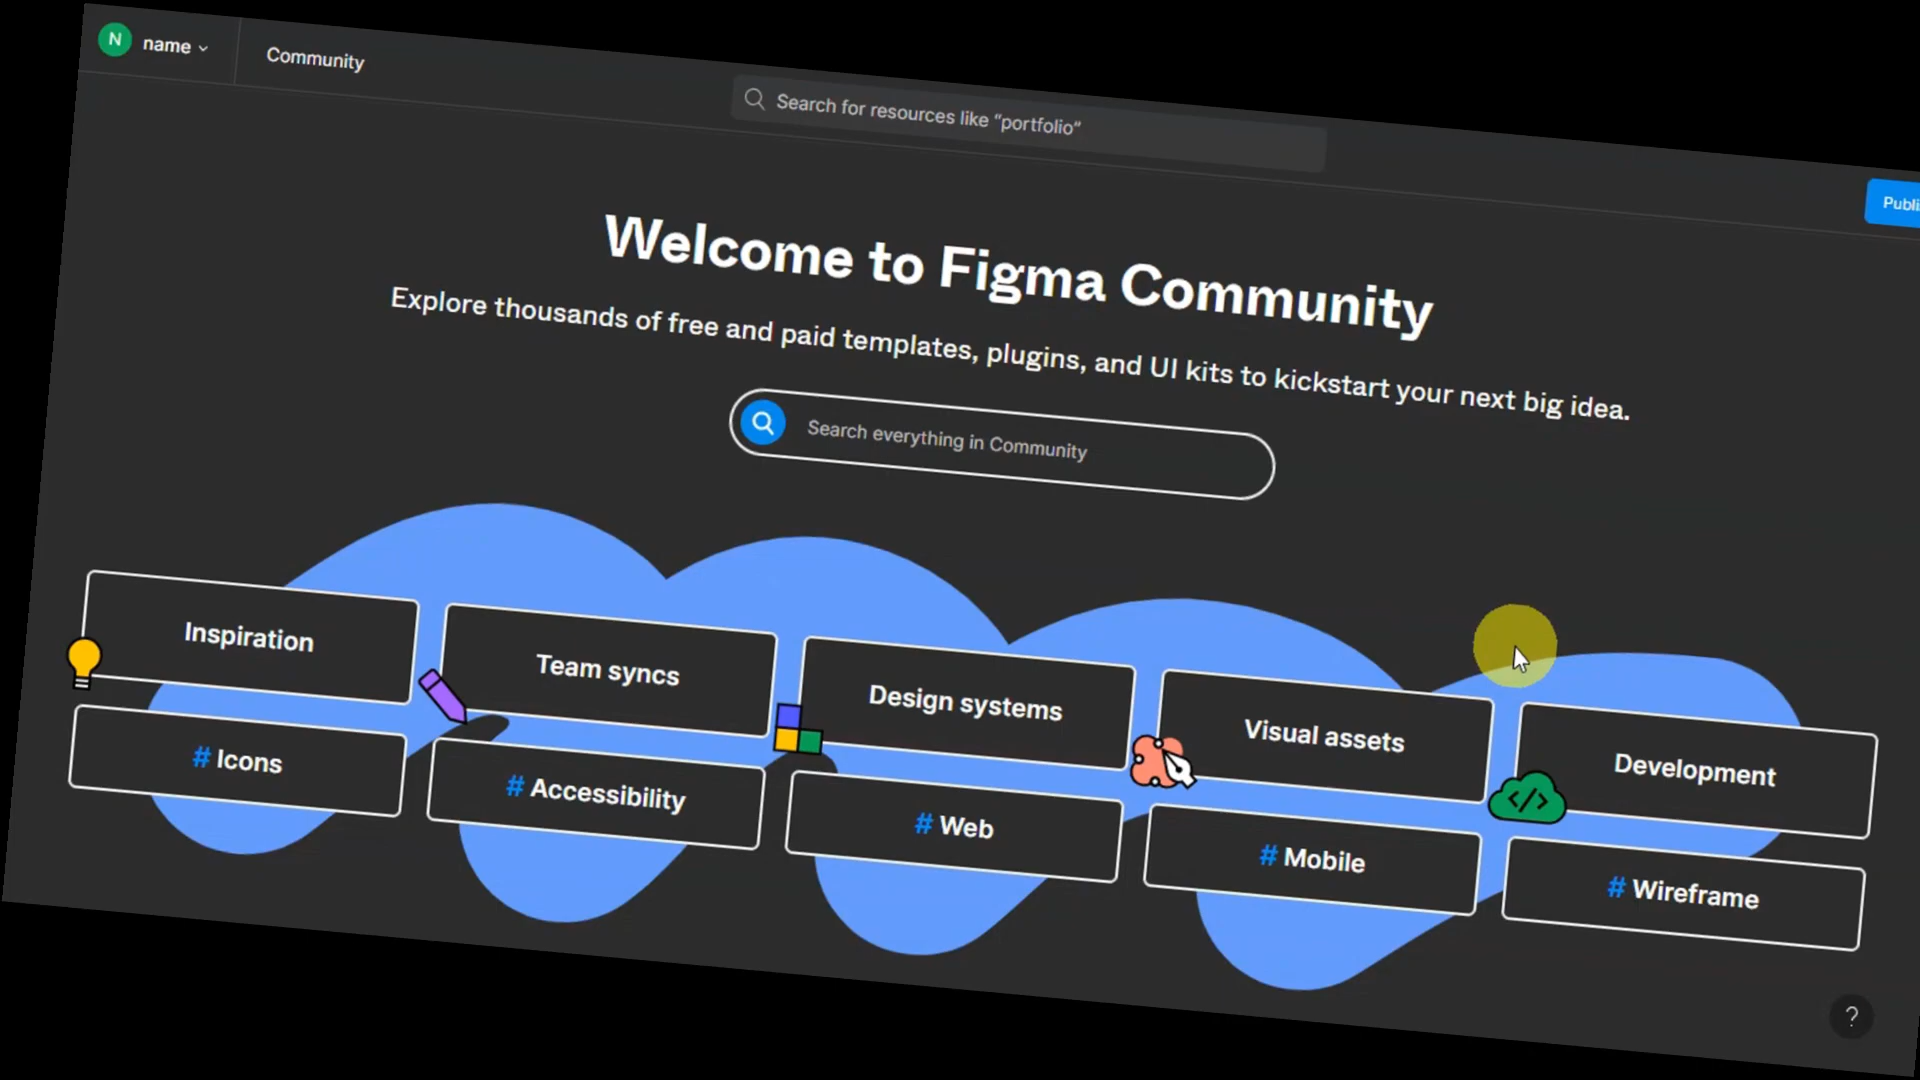 N name
Community
Search for resources like “portfolio”
Publi
Welcome to Figma Community
Explore thousands of free and paid templates, plugins, and UI kits to kickstart your next big idea.
Search everything in Community
Inspiration
Team syncs
Design systems
Visual assets
Development
</>
# Icons
# Accessibility
# Web
# Mobile
# Wireframe
?